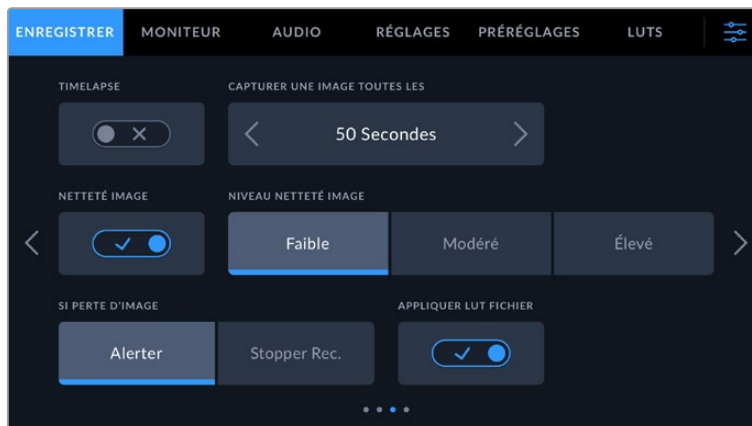 ENREGISTRER MONITEUR AUDIO RÉGLAGES PRÉRÉGLAGES LUTS
TIMELAPSE CAPTURER UNE IMAGE TOUTES LES
50 Secondes
NETTETÉ IMAGE NIVEAU NETTETÉ IMAGE
Faible Modéré Élevé
SI PERTE D'IMAGE APPLIQUER LUT FICHIER
Alerter Stopper Rec.